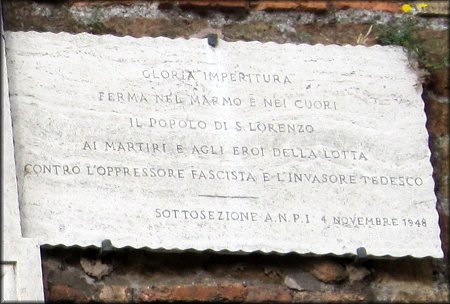 GLORIA IMPERITURA
FERMA NEL MARMO E NEI CUORI
IL POPOLO DI S. LORENZO
AI MARTIRI E AGLI EROI DELLA LOTTA
CONTRO L'OPPRESSORE FASCISTA E L'INVASORE TEDESCO
SOTTOSEZIONE A.N.P.I 4 NOVEMBRE 1948